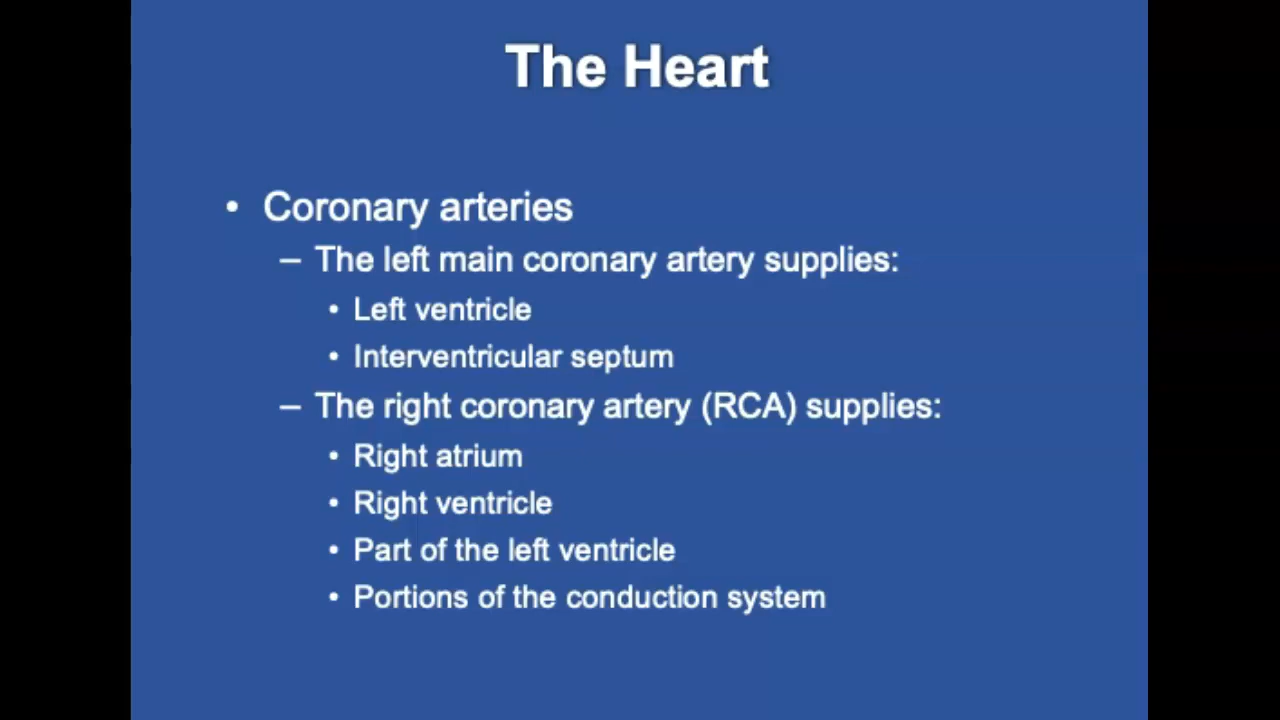 The Heart
• Coronary arteries
– The left main coronary artery supplies:
• Left ventricle
• Interventricular septum
– The right coronary artery (RCA) supplies:
• Right atrium
• Right ventricle
• Part of the left ventricle
• Portions of the conduction system